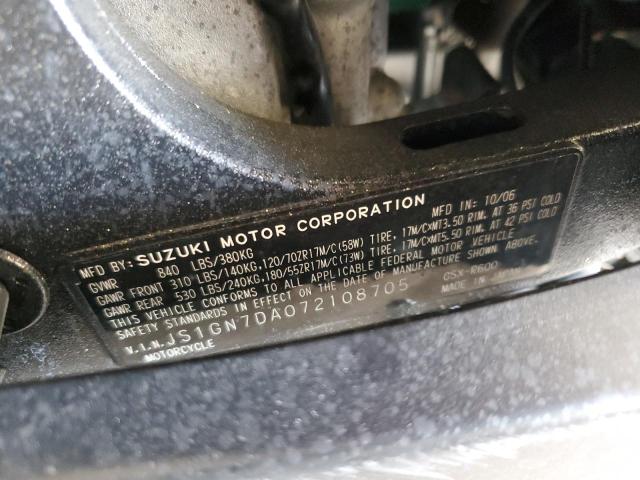 MFD BY: SUZUKI MOTOR CORPORATION MFD IN: 10/06
GVWR 840 LBS/380KG
GAWR FRONT 310 LBS/140KG, 120/70ZR17M/C(58W) TIRE, 17M/C×MT3.50 RIM. AT 36 PSI COLD
GAWR REAR 530 LBS/240KG, 180/55ZR17M/C(73W) TIRE, 17M/C×MT5.50 RIM. AT 42 PSI COLD
THIS VEHICLE CONFORMS TO ALL APPLICABLE FEDERAL MOTOR VEHICLE
SAFETY STANDARDS IN EFFECT ON THE DATE OF MANUFACTURE SHOWN ABOVE.
V.I.N. JS1GN7DA072108705 GSX-R600
MOTORCYCLE MADE IN JAPAN